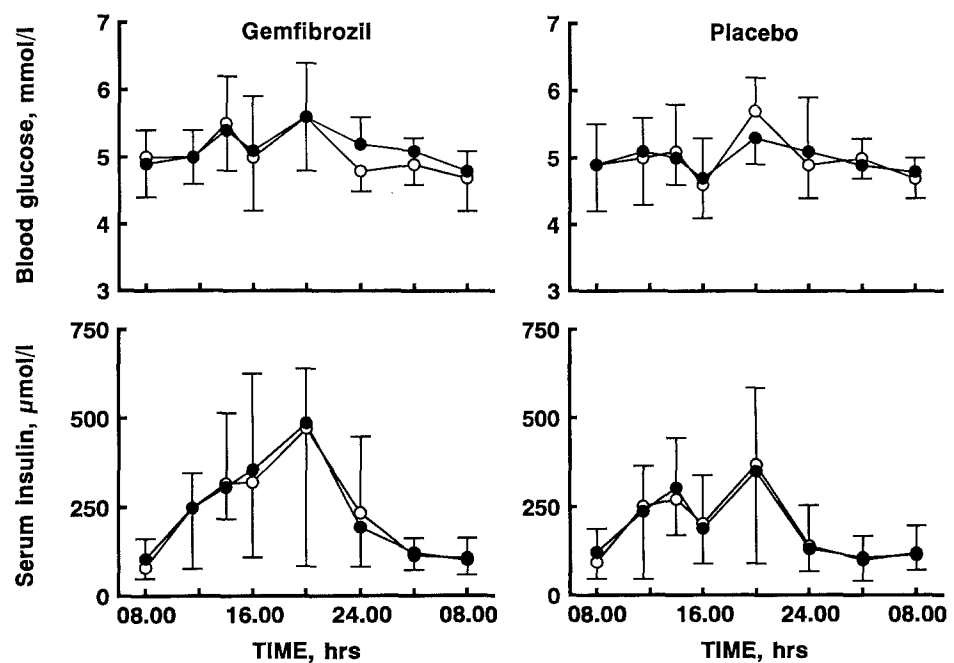 Gemfibrozil
Blood glucose, mmol/l
7
6
5
4
3
Placebo
7
6
5
4
3
Serum insulin, µmol/l
750
500
250
0
08.00 16.00 24.00 08.00
TIME, hrs
750
500
250
0
08.00 16.00 24.00 08.00
TIME, hrs